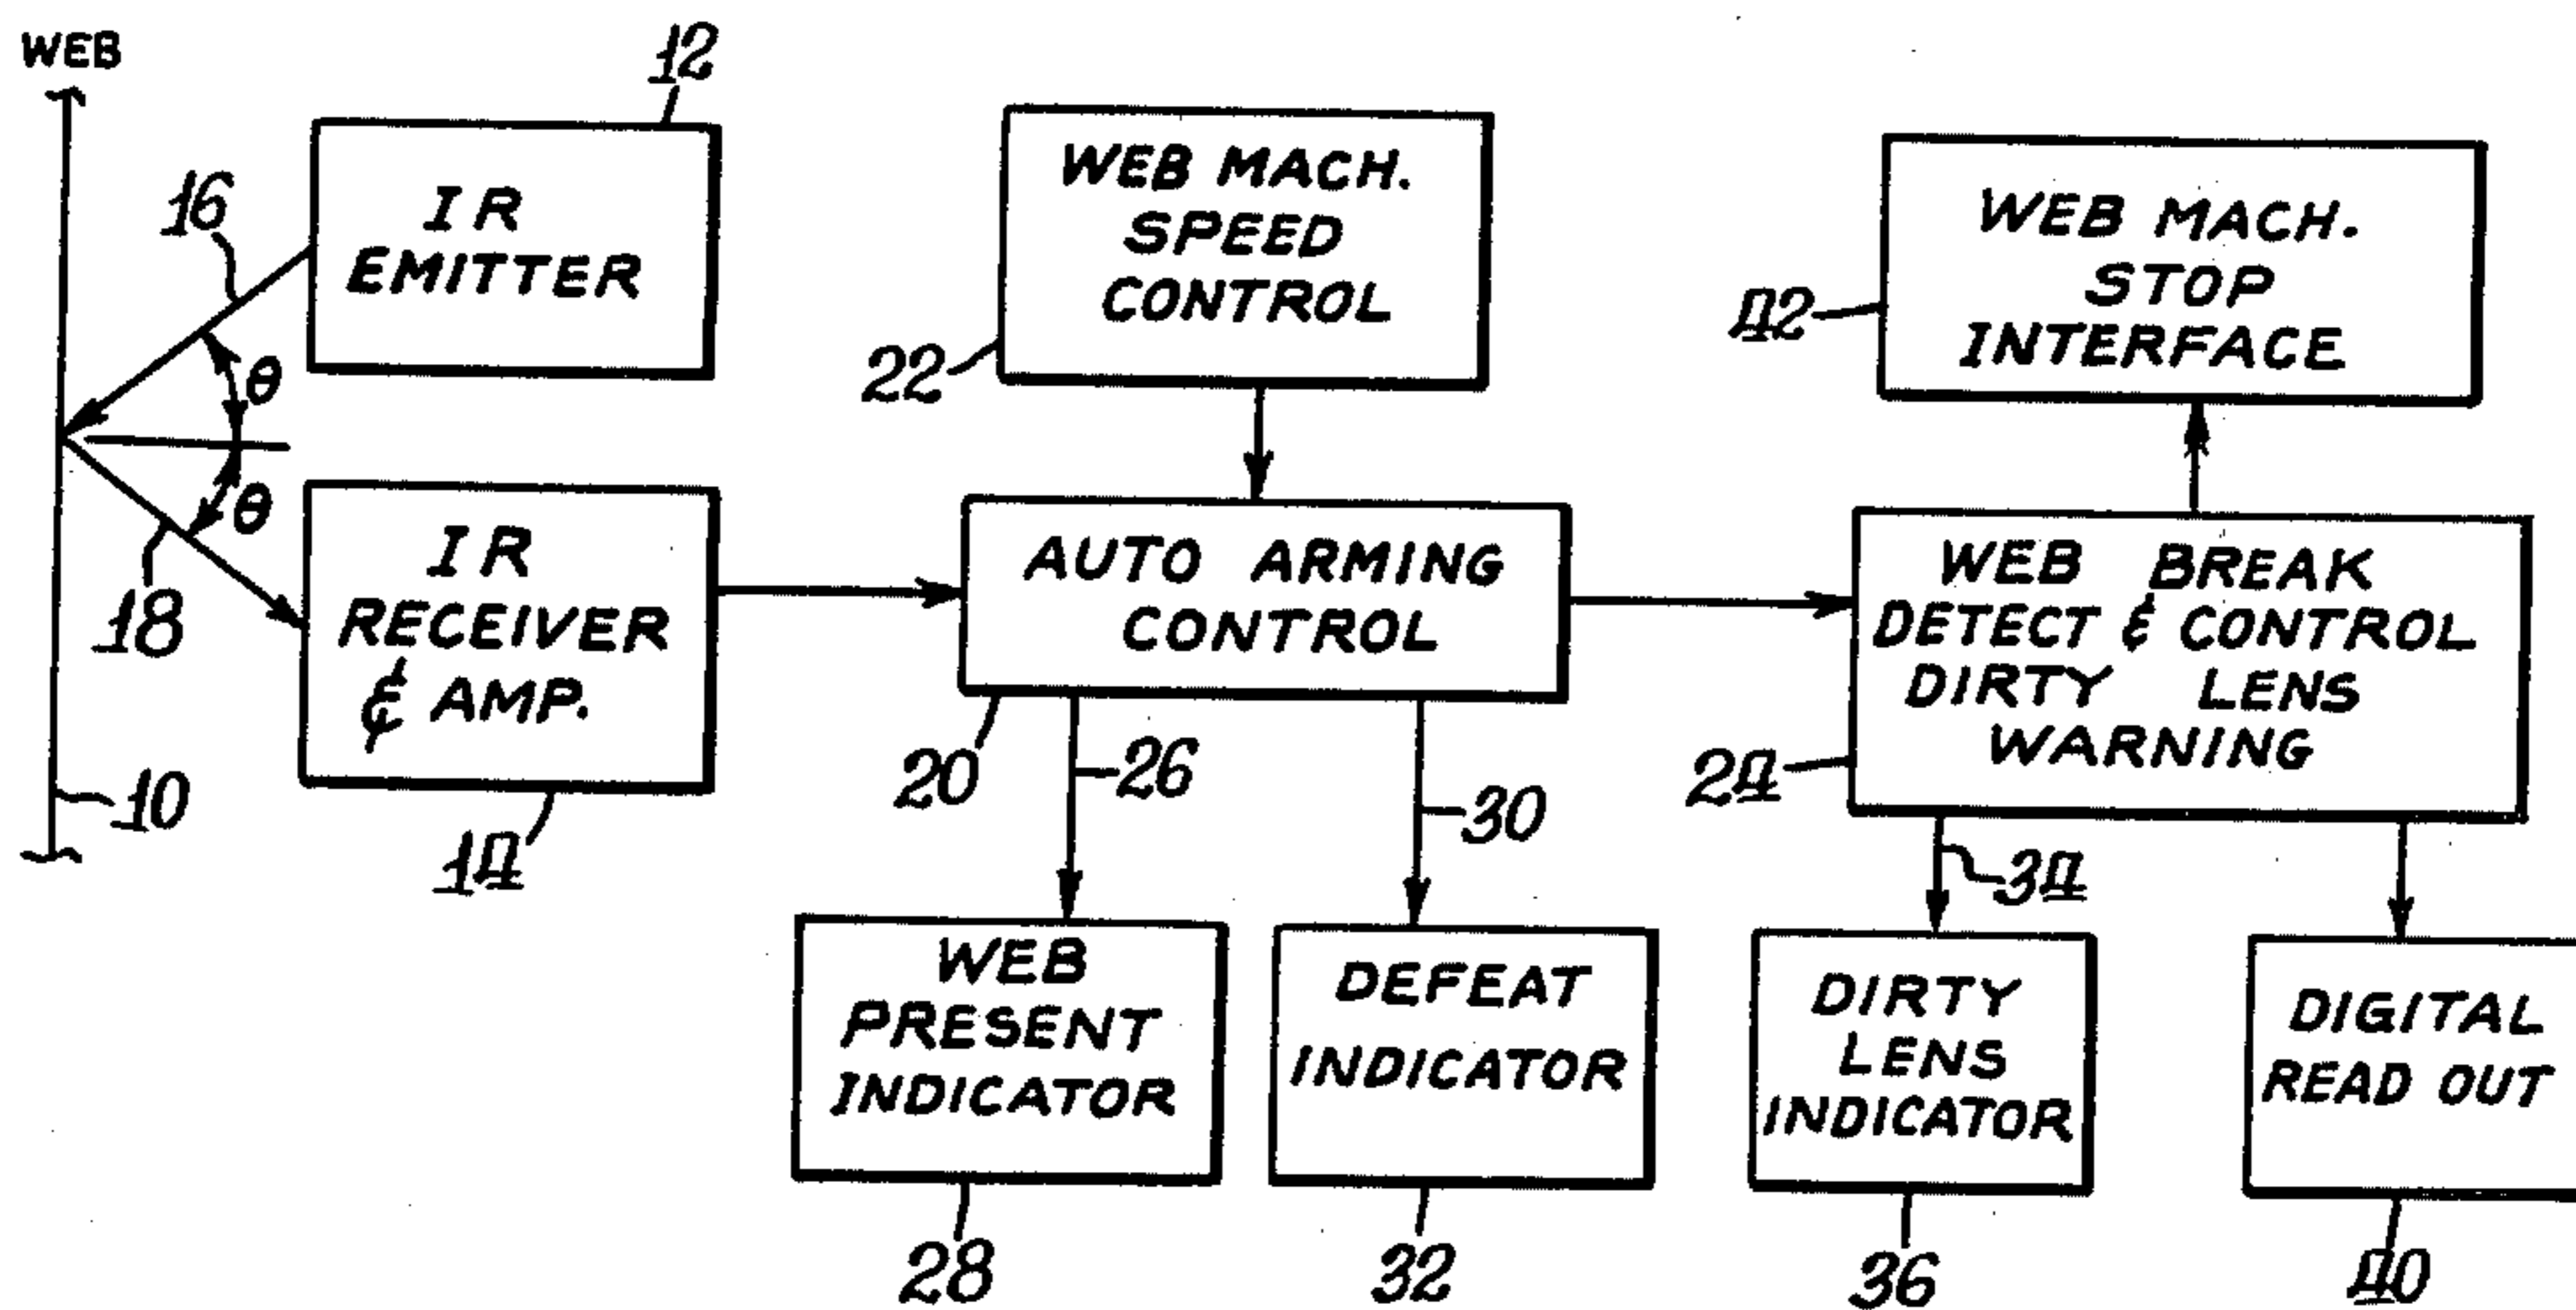 WEB
12
IR
EMITTER
16
θ
θ
18
10
IR
RECEIVER
& AMP.
14
WEB MACH.
SPEED
CONTROL
22
AUTO ARMING
CONTROL
20
26
30
WEB MACH.
STOP
INTERFACE
42
WEB BREAK
DETECT & CONTROL
DIRTY LENS
WARNING
24
34
WEB
PRESENT
INDICATOR
28
DEFEAT
INDICATOR
32
DIRTY
LENS
INDICATOR
36
DIGITAL
READ OUT
40